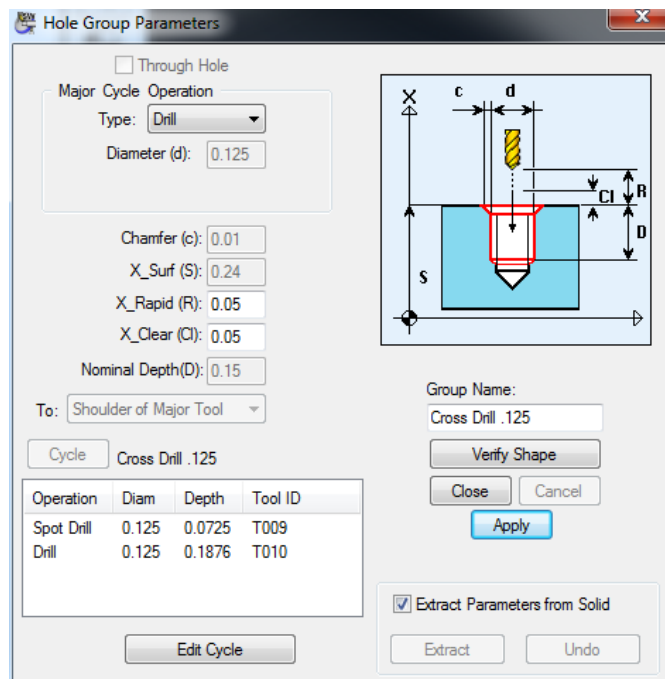 Hole Group Parameters
X
Through Hole
Major Cycle Operation
Type: Drill
Diameter (d): 0.125
Chamfer (c): 0.01
X_Surf (S): 0.24
X_Rapid (R): 0.05
X_Clear (Cl): 0.05
Nominal Depth(D): 0.15
To: Shoulder of Major Tool
Cycle Cross Drill .125
Operation Diam Depth Tool ID
Spot Drill 0.125 0.0725 T009
Drill 0.125 0.1876 T010
Edit Cycle
X c d
Cl R
D
S
Group Name:
Cross Drill .125
Verify Shape
Close Cancel
Apply
Extract Parameters from Solid
Extract Undo